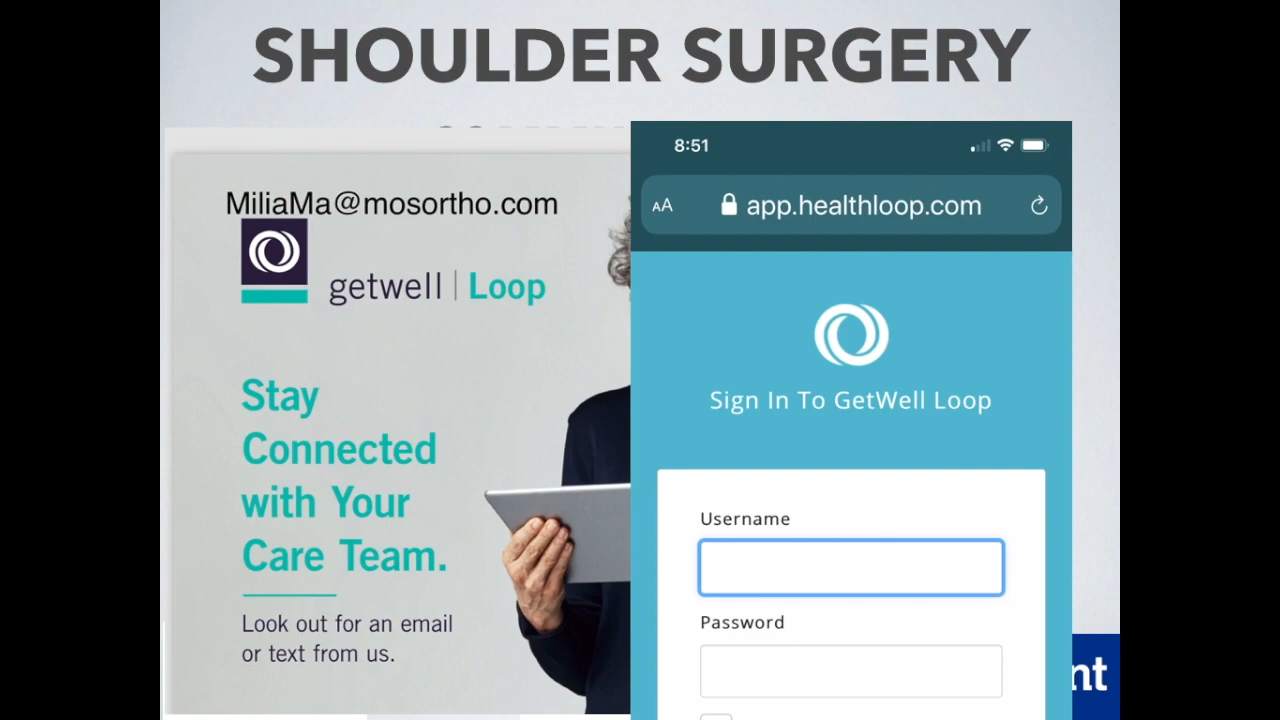 SHOULDER SURGERY
MiliaMa@mosortho.com
getwell | Loop
Stay
Connected
with Your
Care Team.
Look out for an email
or text from us.
8:51
AA app.healthloop.com
Sign In To GetWell Loop
Username
Password
nt